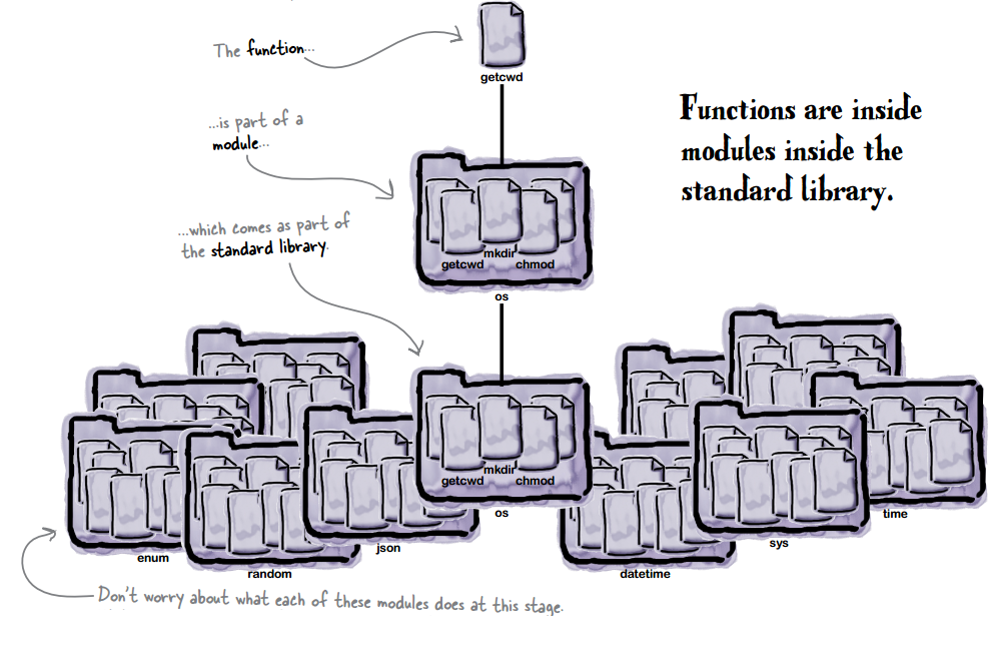 The function...
getcwd
...is part of a
module...
Functions are inside
modules inside the
standard library.
...which comes as part of
the standard library.
mkdir
getcwd
chmod
os
mkdir
getcwd
chmod
os
time
sys
json
enum
random
datetime
Don't worry about what each of these modules does at this stage.